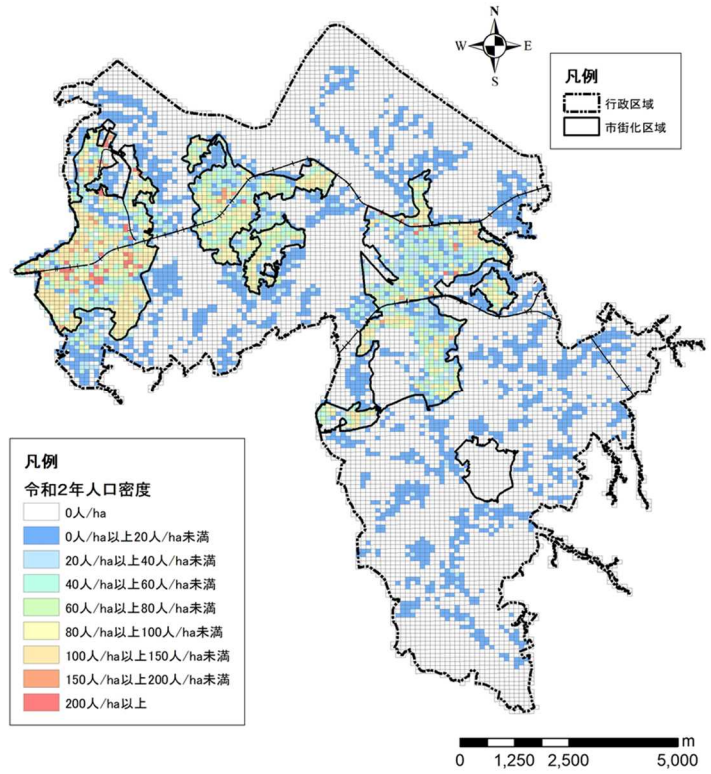 N
W E
S
凡例
行政区域
市街化区域
凡例
令和2年人口密度
0人/ha
0人/ha以上20人/ha未満
20人/ha以上40人/ha未満
40人/ha以上60人/ha未満
60人/ha以上80人/ha未満
80人/ha以上100人/ha未満
100人/ha以上150人/ha未満
150人/ha以上200人/ha未満
200人/ha以上
m
0 1,250 2,500 5,000